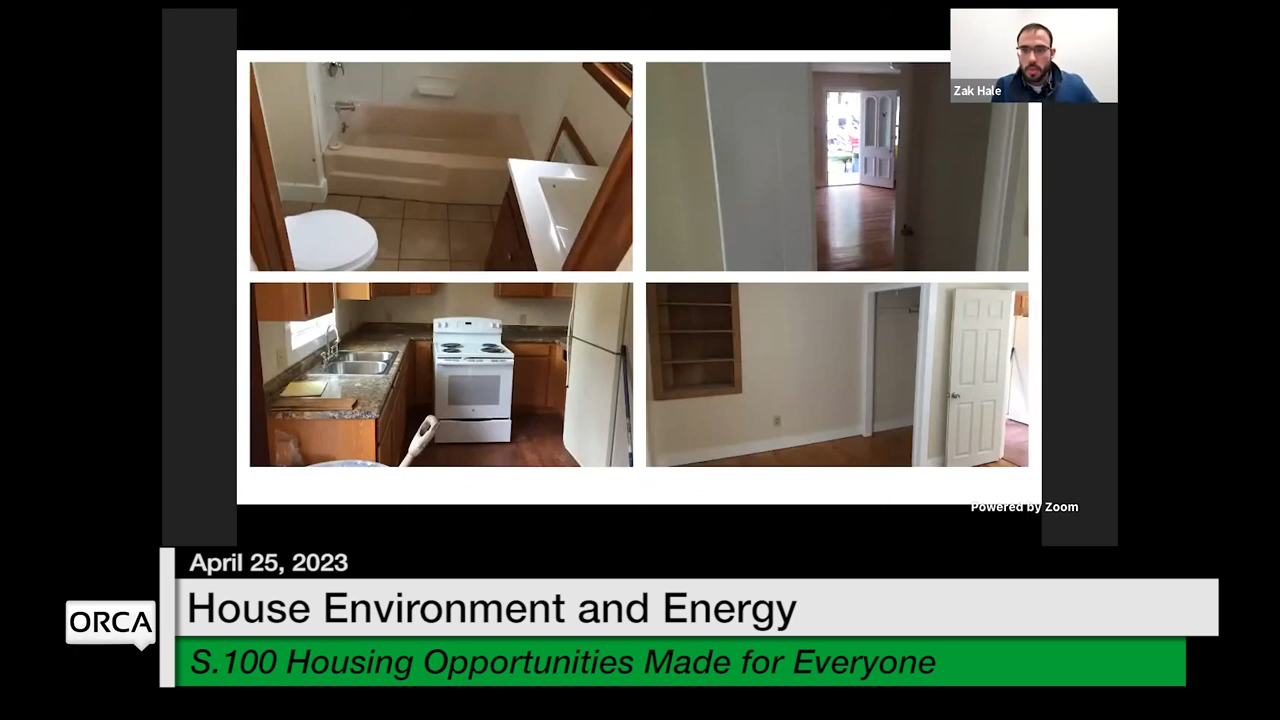 Zak Hale
Powered by Zoom
April 25, 2023
House Environment and Energy
ORCA
S.100 Housing Opportunities Made for Everyone